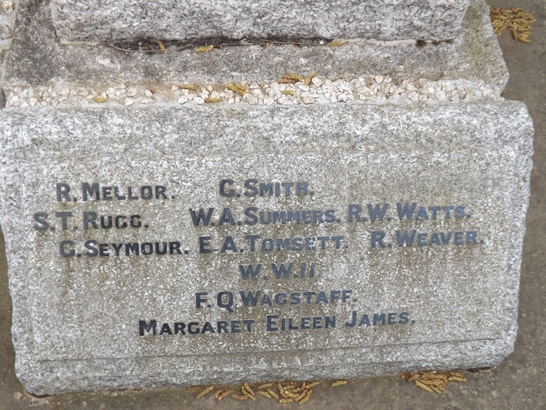 R. MELLOR. G. SMITH.
S. T. RUGG. W. A. SUMMERS. R. W. WATTS.
G. SEYMOUR. E. A. TOMSETT. R. WEAVER.
W. W. II
F. Q. WAGSTAFF.
MARGARET EILEEN JAMES.